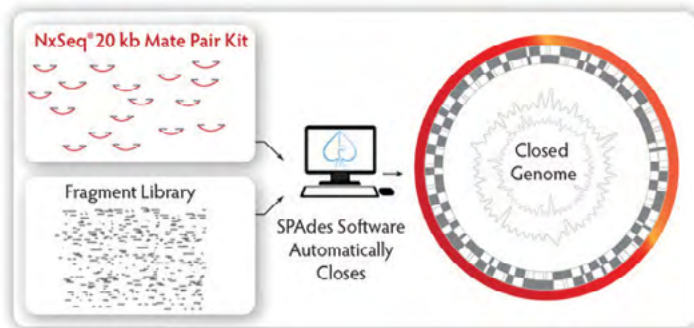 NxSeq® 20 kb Mate Pair Kit
Fragment Library
SPAdes Software
Automatically
Closes
Closed
Genome